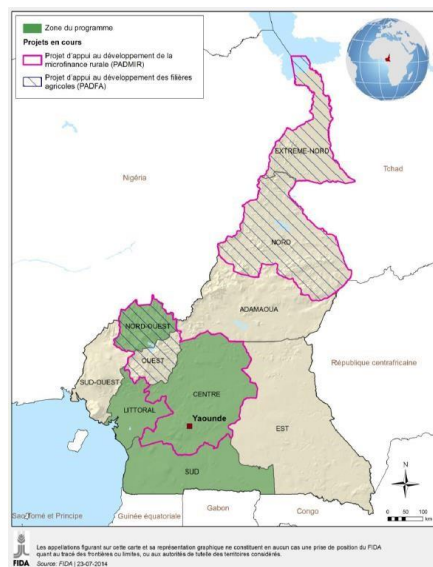 Zone du programme
Projets en cours
Projet d'appui au développement de la
microfinance rurale (PADMIR)
Projet d'appui au développement des filières
agricoles (PADFA)
EXTREME-NORD
Nigéria
Tchad
NORD
ADAMAOUA
NORD-OUEST
OUEST
République centrafricaine
SUD-OUEST
CENTRE
LITTORAL
Yaounde
EST
SUD
N
Sao Tomé et Principe
Guinée équatoriale
Gabon
Congo
km
FIDA
Les appellations figurant sur cette carte et sa représentation graphique ne constituent en aucun cas une prise de position du FIDA
quant au tracé des frontières ou limites, ou aux autorités de tutelle des territoires considérés.
Source: FIDA | 23-07-2014